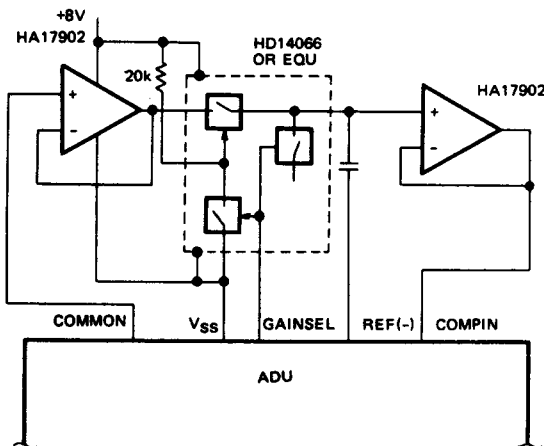 +8V
HA17902
20k
HD14066
OR EQU
HA17902
+
-
+
-
COMMON VSS GAINSEL REF(-) COMPIN
ADU